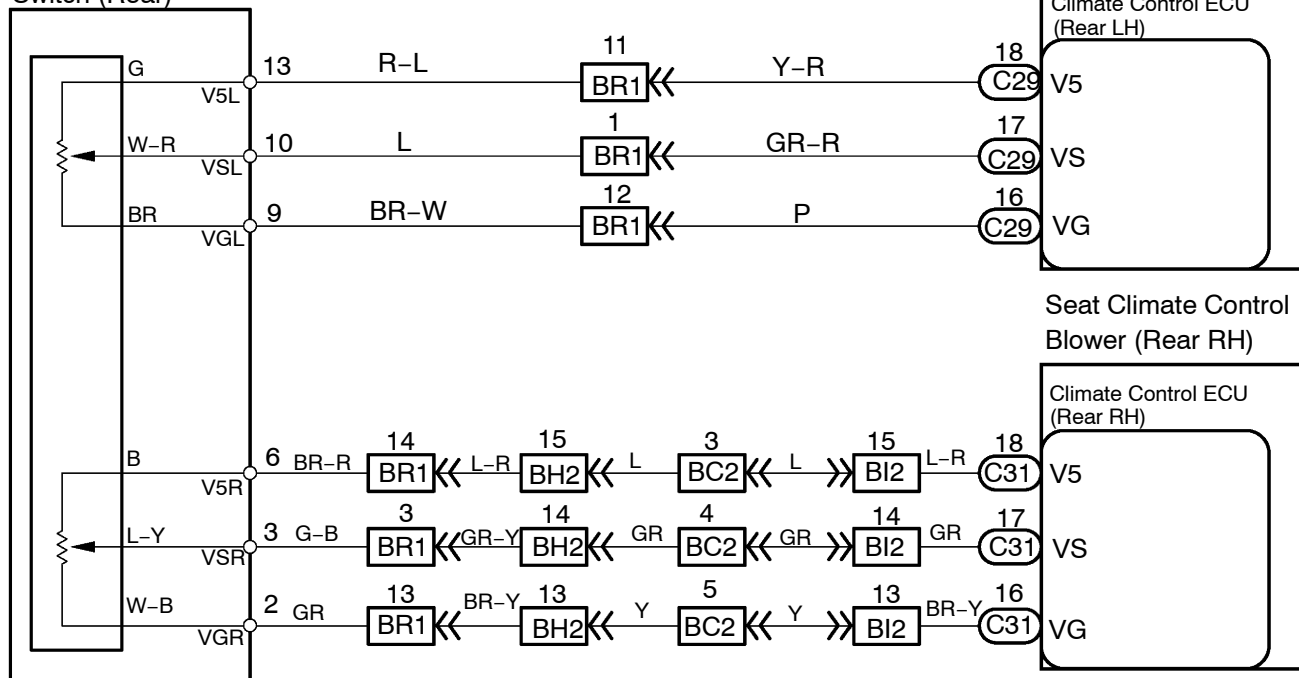 Switch (Rear)
Climate Control ECU
(Rear LH)
G
V5L
13
R–L
11
BR1
Y–R
18
C29
V5
W–R
VSL
10
L
1
BR1
GR–R
17
C29
VS
BR
VGL
9
BR–W
12
BR1
P
16
C29
VG
Seat Climate Control
Blower (Rear RH)
Climate Control ECU
(Rear RH)
B
V5R
6
BR–R
14
BR1
L–R
15
BH2
L
3
BC2
L
15
BI2
L–R
18
C31
V5
L–Y
VSR
3
G–B
3
BR1
GR–Y
14
BH2
GR
4
BC2
GR
14
BI2
GR
17
C31
VS
W–B
VGR
2
GR
13
BR1
BR–Y
13
BH2
Y
5
BC2
Y
13
BI2
BR–Y
16
C31
VG